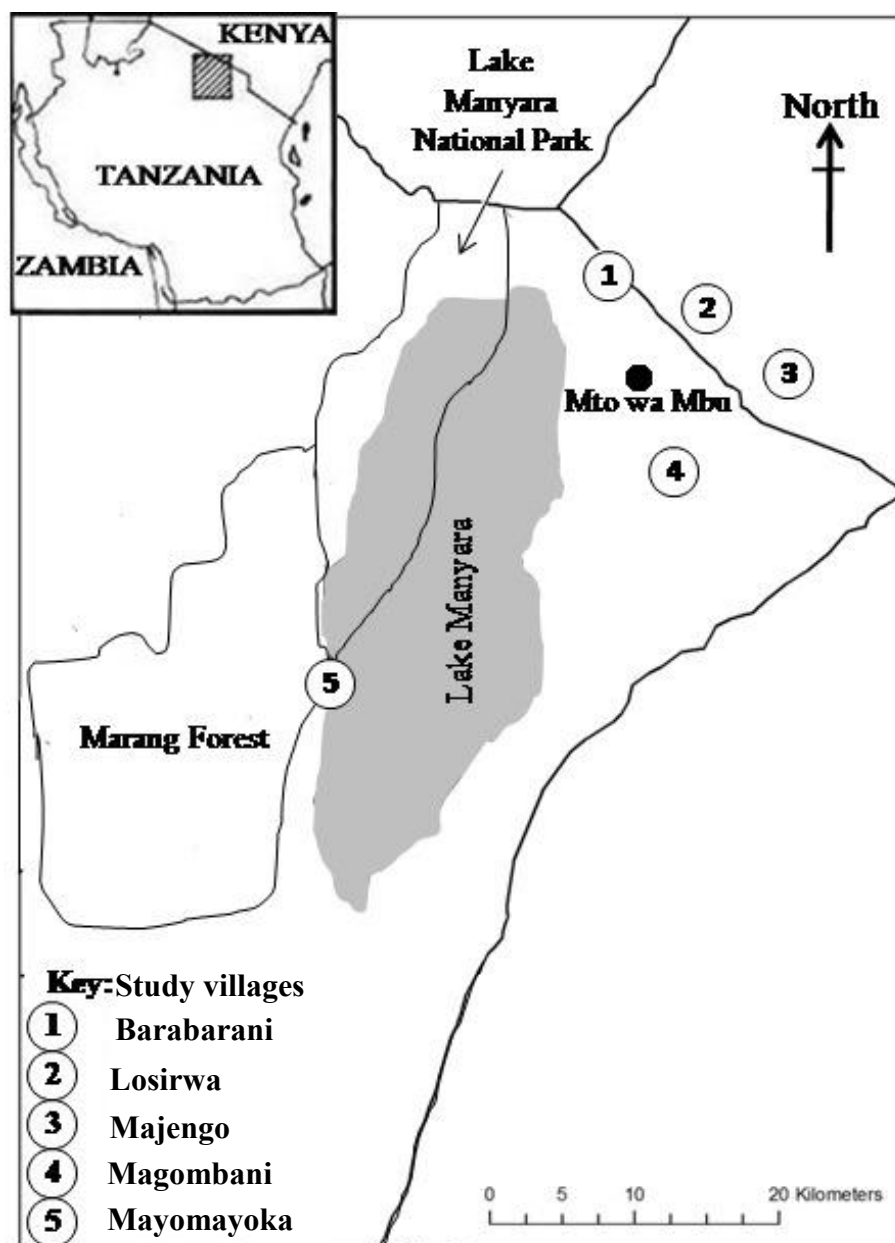 KENYA
TANZANIA
ZAMBIA
Lake
Manyara
National Park
North
1
2
3
Mto wa Mbu
4
Lake Manyara
5
Marang Forest
Key: Study villages
1 Barabarani
2 Losirwa
3 Majengo
4 Magombani
5 Mayomayoka
0 5 10 20 Kilometers